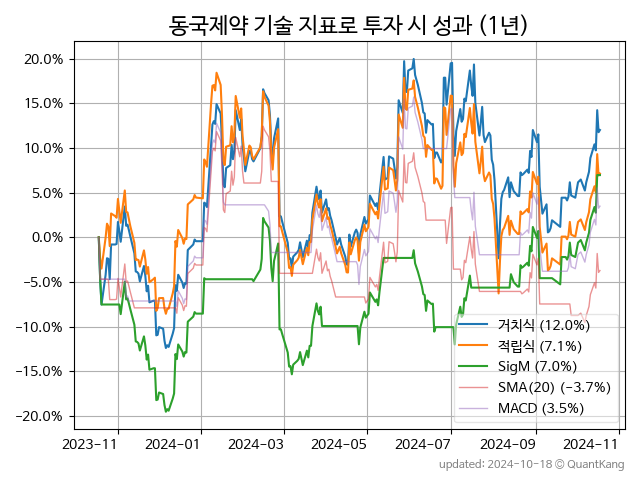 동국제약 기술 지표로 투자 시 성과 (1년)
20.0%
15.0%
10.0%
5.0%
0.0%
−5.0%
−10.0%
−15.0%
−20.0%
거치식 (12.0%)
적립식 (7.1%)
SigM (7.0%)
SMA(20) (−3.7%)
MACD (3.5%)
2023-11
2024-01
2024-03
2024-05
2024-07
2024-09
2024-11
updated: 2024-10-18 © QuantKang